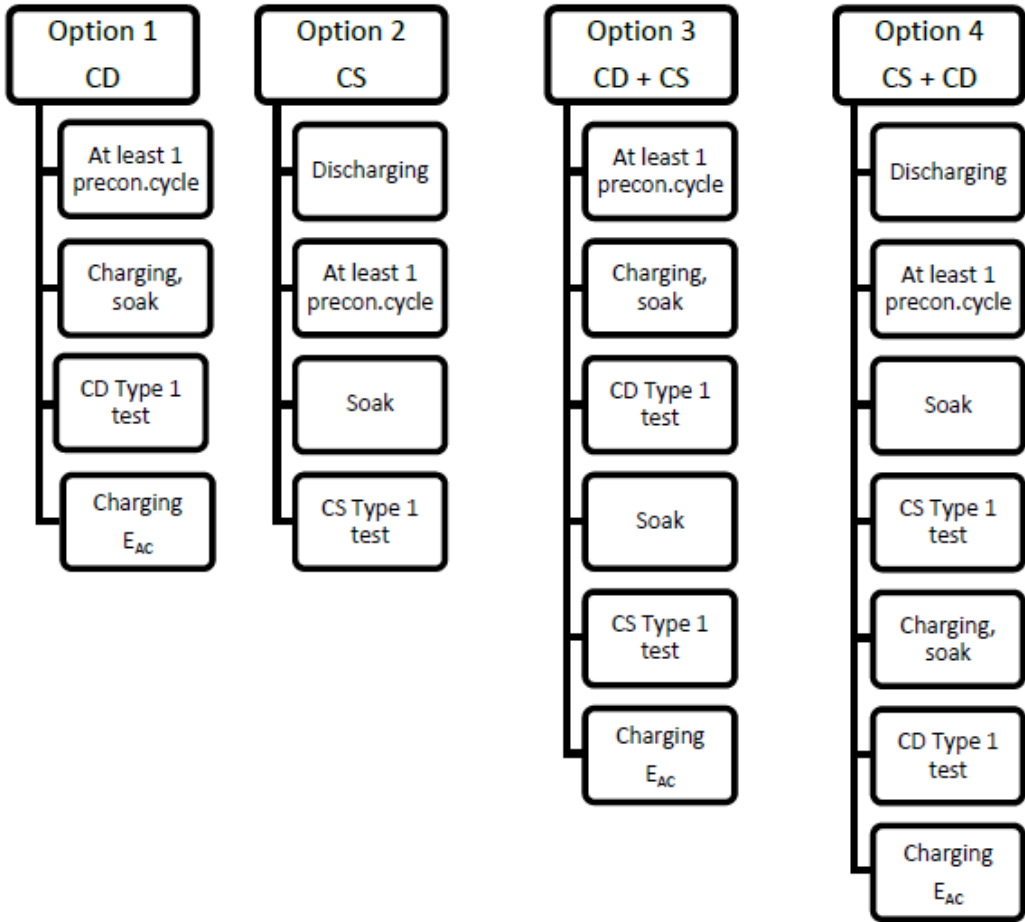 Option 1
CD
At least 1
precon.cycle
Charging,
soak
CD Type 1
test
Charging
EAC
Option 2
CS
Discharging
At least 1
precon.cycle
Soak
CS Type 1
test
Option 3
CD + CS
At least 1
precon.cycle
Charging,
soak
CD Type 1
test
Soak
CS Type 1
test
Charging
EAC
Option 4
CS + CD
Discharging
At least 1
precon.cycle
Soak
CS Type 1
test
Charging,
soak
CD Type 1
test
Charging
EAC